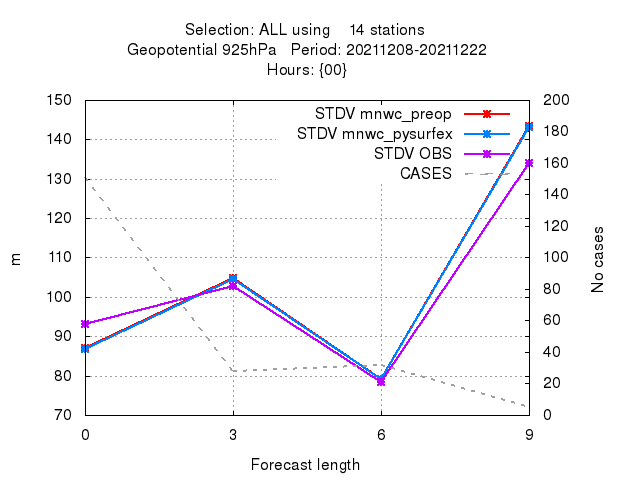 Selection: ALL using    14 stations
Geopotential 925hPa   Period: 20211208-20211222
Hours: {00}
150
140
130
120
110
100
90
80
70
200
180
160
140
120
100
80
60
40
20
0
STDV mnwc_preop
STDV mnwc_pysurfex
STDV OBS
CASES
m
No cases
0
3
6
9
Forecast length